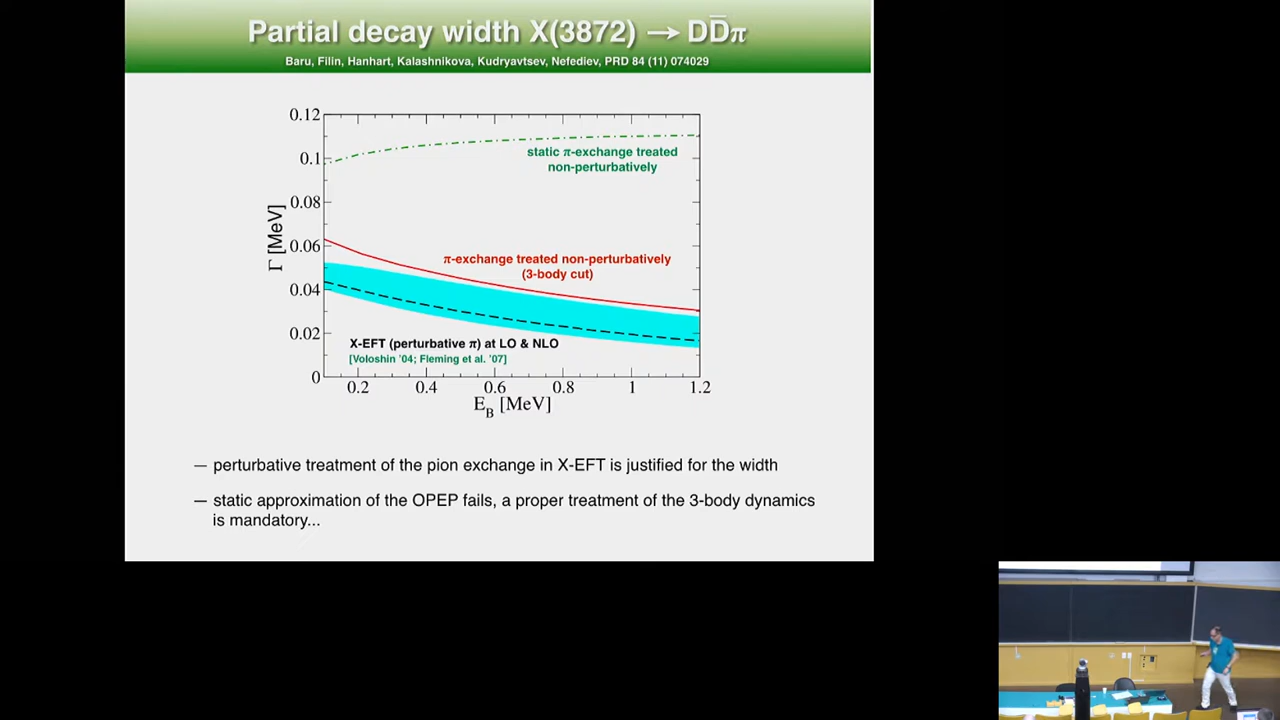 Partial decay width X(3872) → DD̄π
Baru, Filin, Hanhart, Kalashnikova, Kudryavtsev, Nefediev, PRD 84 (11) 074029
0.12
0.1
0.08
0.06
0.04
0.02
0
Γ [MeV]
static π-exchange treated
non-perturbatively
π-exchange treated non-perturbatively
(3-body cut)
X-EFT (perturbative π) at LO & NLO
[Voloshin '04; Fleming et al. '07]
0.2 0.4 0.6 0.8 1 1.2
E_B [MeV]
— perturbative treatment of the pion exchange in X-EFT is justified for the width
— static approximation of the OPEP fails, a proper treatment of the 3-body dynamics
is mandatory...